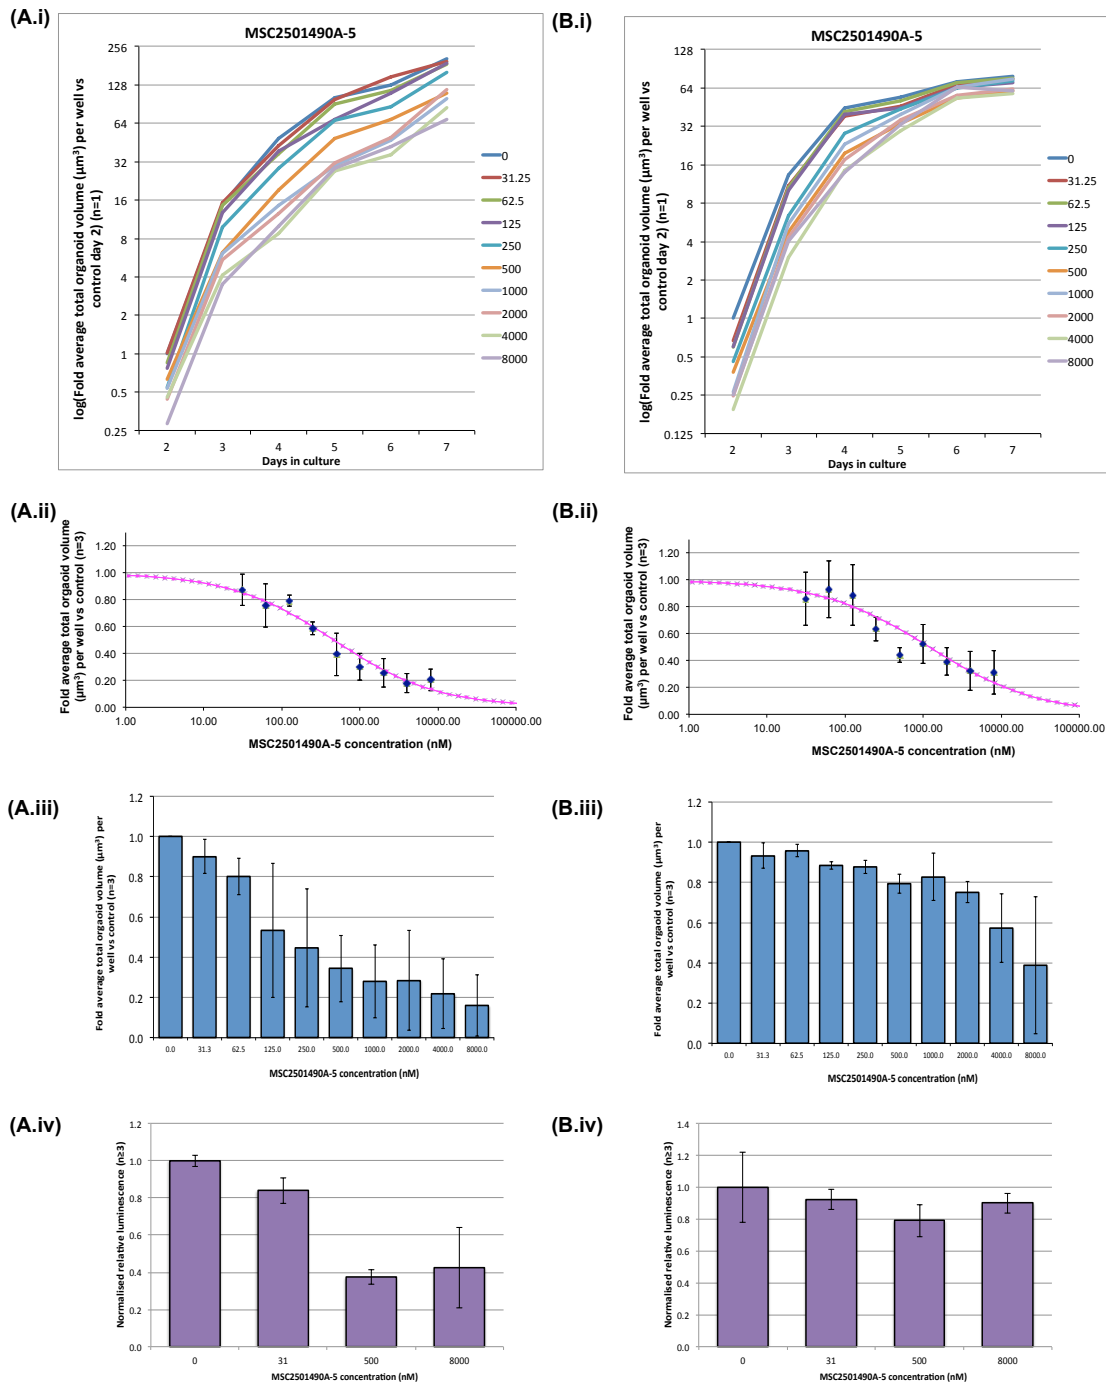 (A.i)
MSC2501490A-5
log(Fold average total organoid volume (µm³) per well vs
control day 2) (n=1)
256
128
64
32
16
8
4
2
1
0.5
0.25
2 3 4 5 6 7
Days in culture
0
31.25
62.5
125
250
500
1000
2000
4000
8000
(B.i)
MSC2501490A-5
log(Fold average total organoid volume (µm³) per well vs
control day 2) (n=1)
128
64
32
16
8
4
2
1
0.5
0.25
0.125
2 3 4 5 6 7
Days in culture
0
31.25
62.5
125
250
500
1000
2000
4000
8000
(A.ii)
Fold average total orgaoid volume
(µm³) per well vs control (n=3)
1.20
1.00
0.80
0.60
0.40
0.20
0.00
1.00 10.00 100.00 1000.00 10000.00 100000.00
MSC2501490A-5 concentration (nM)
(B.ii)
Fold average total orgaoid volume
(µm³) per well vs control (n=3)
1.20
1.00
0.80
0.60
0.40
0.20
0.00
1.00 10.00 100.00 1000.00 10000.00 100000.00
MSC2501490A-5 concentration (nM)
(A.iii)
Fold average total orgaoid volume (µm³) per
well vs control (n=3)
1.2
1.0
0.8
0.6
0.4
0.2
0.0
0.0 31.3 62.5 125.0 250.0 500.0 1000.0 2000.0 4000.0 8000.0
MSC2501490A-5 concentration (nM)
(B.iii)
Fold average total orgaoid volume (µm³) per
well vs control (n=3)
1.2
1.0
0.8
0.6
0.4
0.2
0.0
0.0 31.3 62.5 125.0 250.0 500.0 1000.0 2000.0 4000.0 8000.0
MSC2501490A-5 concentration (nM)
(A.iv)
Normalised relative luminescence (n≥3)
1.2
1.0
0.8
0.6
0.4
0.2
0.0
0 31 500 8000
MSC2501490A-5 concentration (nM)
(B.iv)
Normalised relative luminescence (n≥3)
1.4
1.2
1.0
0.8
0.6
0.4
0.2
0.0
0 31 500 8000
MSC2501490A-5 concentration (nM)